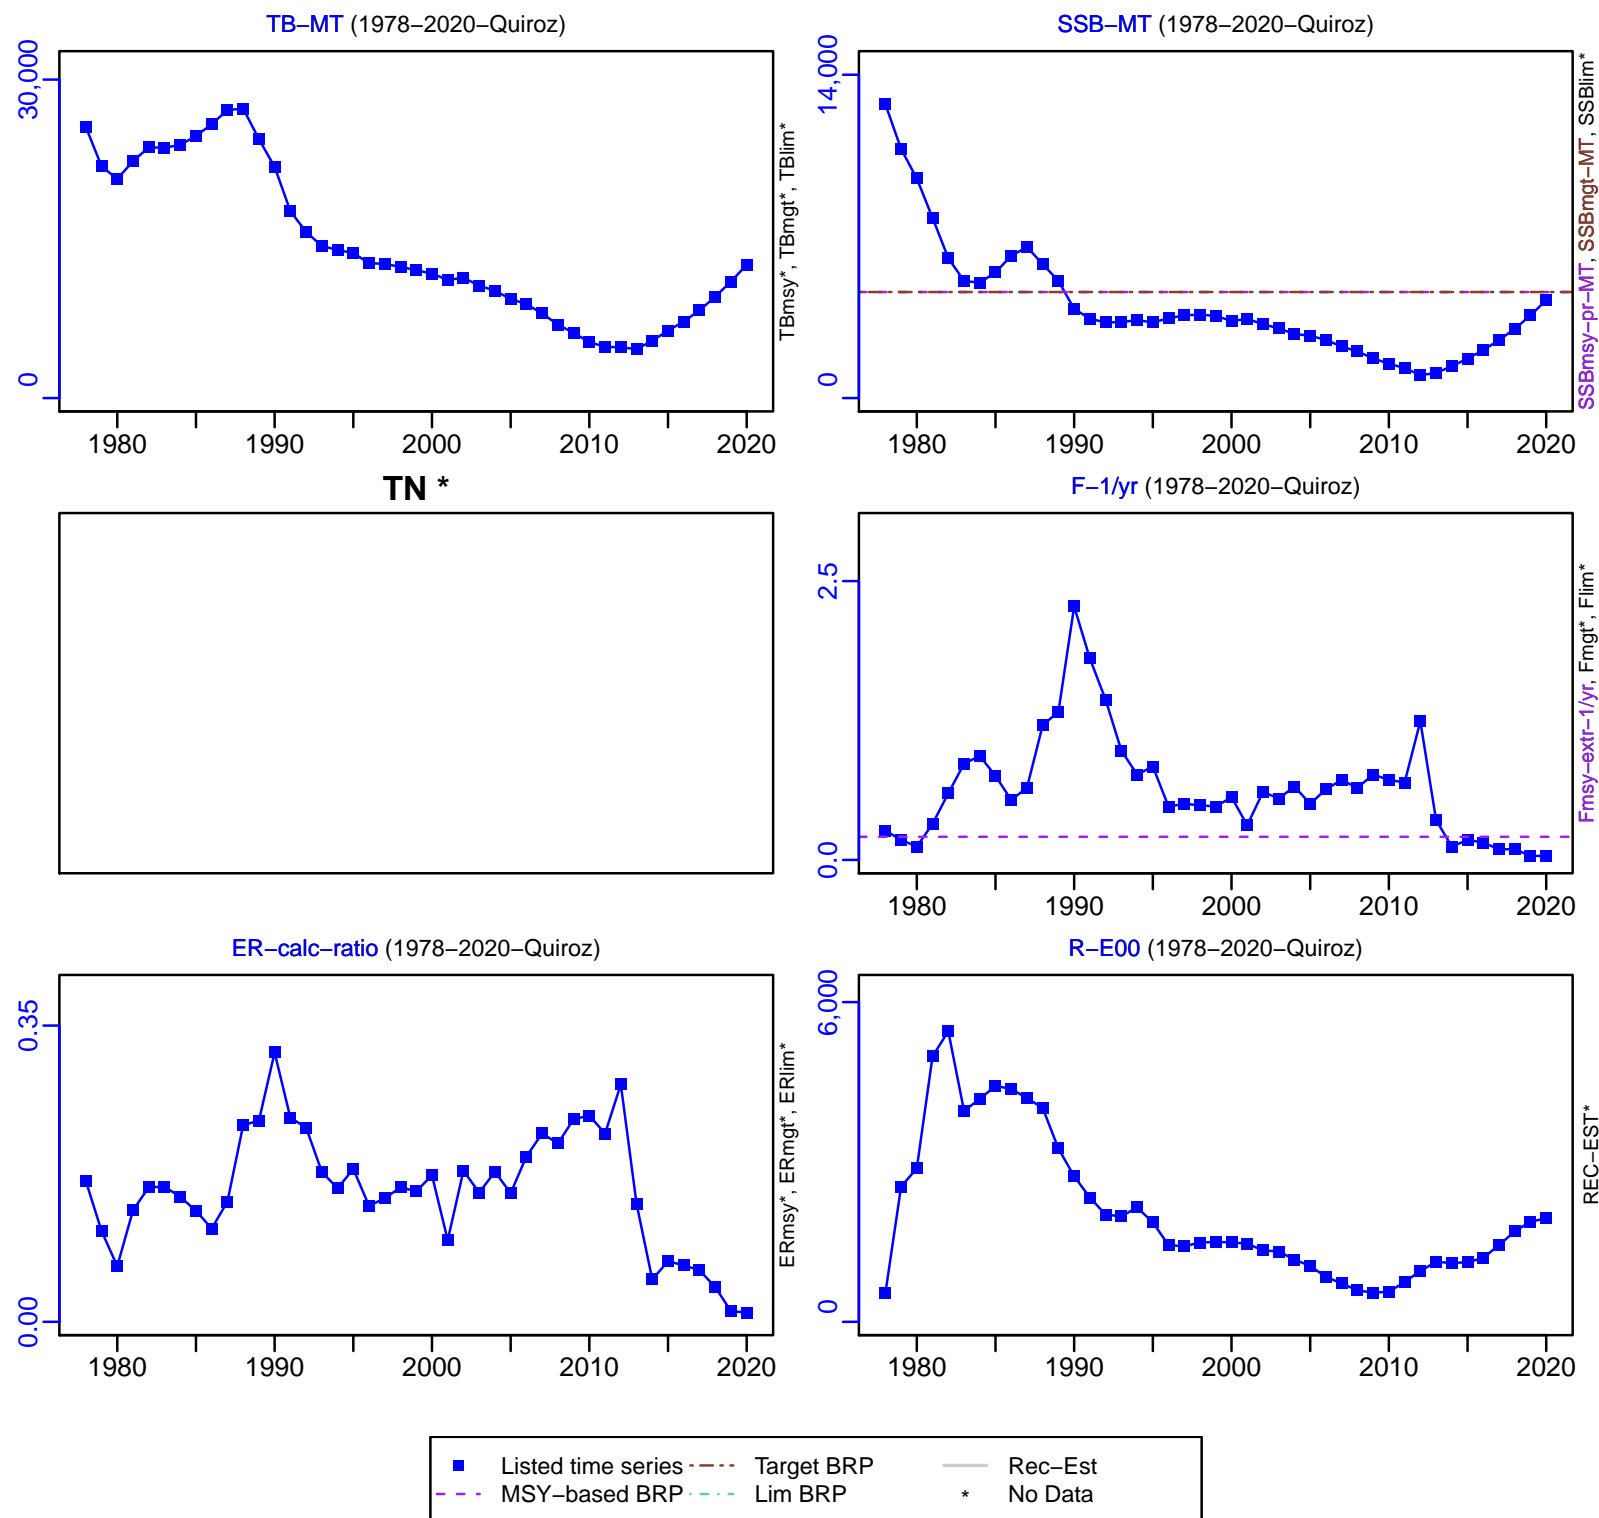 TB−MT (1978−2020−Quiroz)
30,000
0
1980 1990 2000 2010 2020
TBmsy*, TBmgt*, TBlim*
SSB−MT (1978−2020−Quiroz)
14,000
0
1980 1990 2000 2010 2020
SSBmsy−pr−MT, SSBmgt−MT, SSBlim*
TN *
F−1/yr (1978−2020−Quiroz)
2.5
0.0
1980 1990 2000 2010 2020
Fmsy−extr−1/yr, Fmgt*, Flim*
ER−calc−ratio (1978−2020−Quiroz)
0.35
0.00
1980 1990 2000 2010 2020
ERmsy*, ERmgt*, ERlim*
R−E00 (1978−2020−Quiroz)
6,000
0
1980 1990 2000 2010 2020
REC−EST*
Listed time series Target BRP Rec−Est
MSY−based BRP Lim BRP * No Data